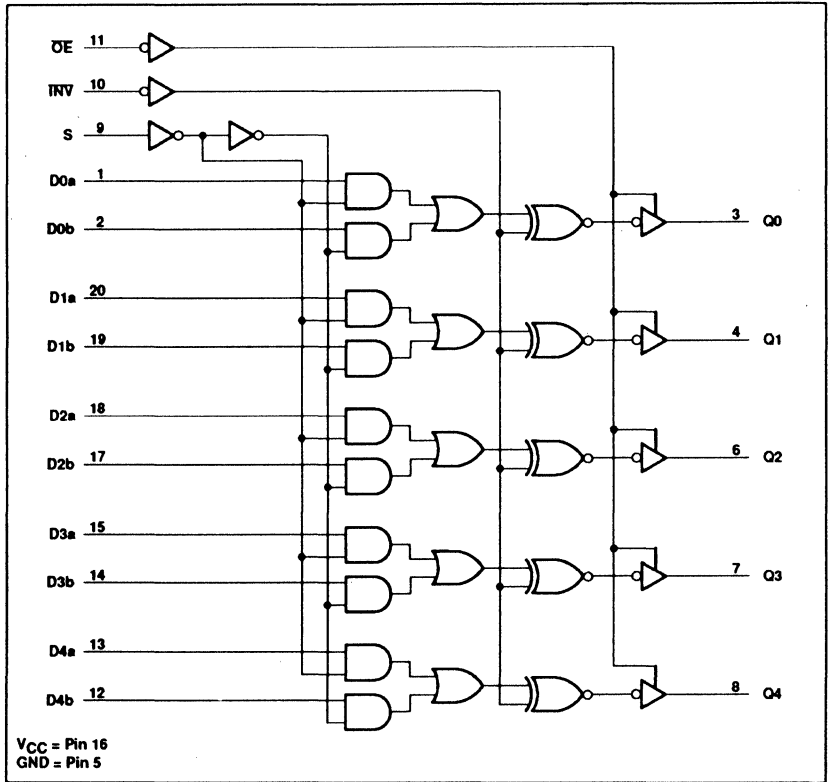 O̅E̅ 11
I̅N̅V̅ 10
S 9
D0a 1
D0b 2
3 Q0
D1a 20
D1b 19
4 Q1
D2a 18
D2b 17
6 Q2
D3a 15
D3b 14
7 Q3
D4a 13
D4b 12
8 Q4
VCC = Pin 16
GND = Pin 5